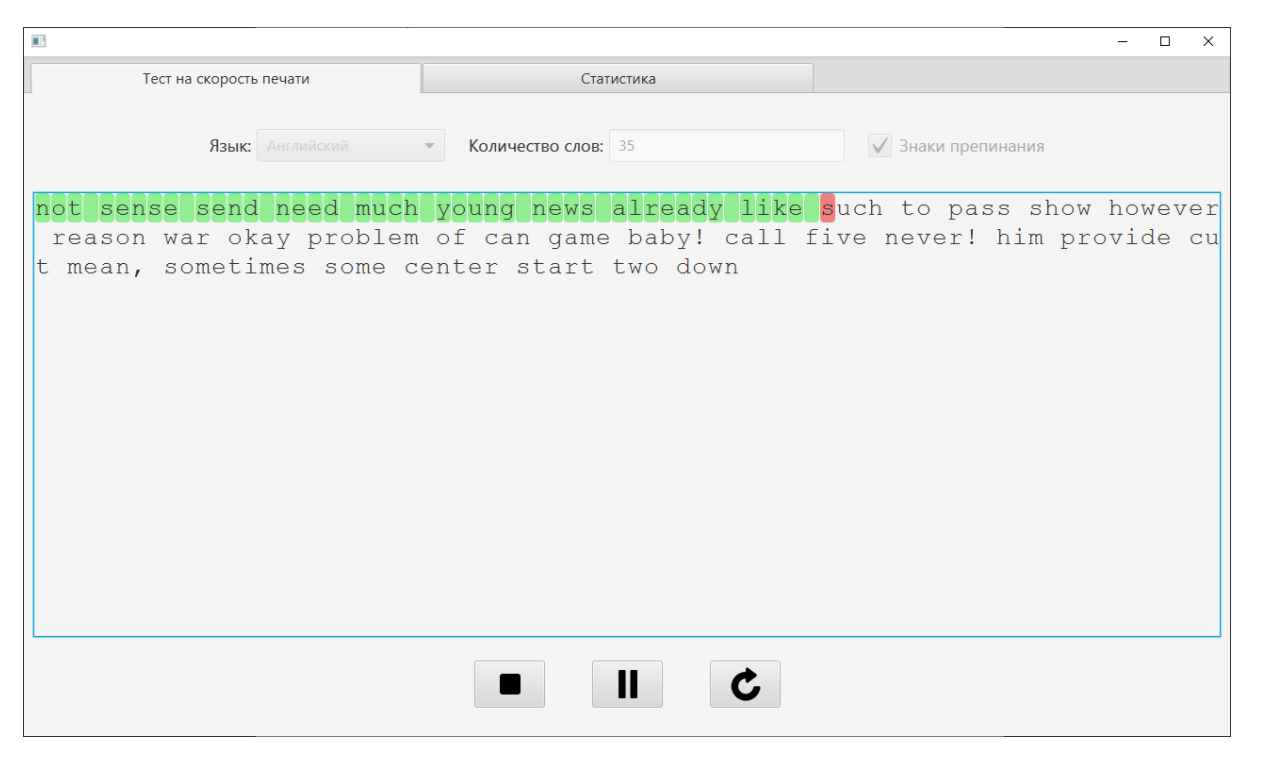 Тест на скорость печати Статистика
Язык: Английский Количество слов: 35 Знаки препинания
not sense send need much young news already like such to pass show however
reason war okay problem of can game baby! call five never! him provide cu
t mean, sometimes some center start two down